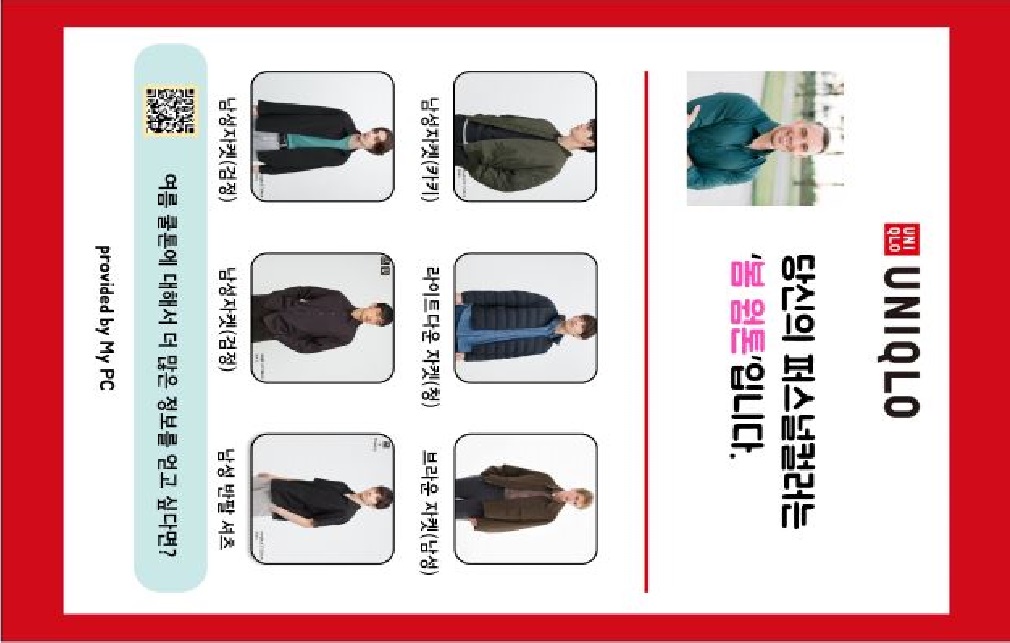 UNI
QLO
UNIQLO
당신의 퍼스널컬러는
'봄 웜톤'입니다.
남성자켓(카키)
라이트다운 자켓(청)
브라운 자켓(남성)
남성자켓(검정)
남성자켓(검정)
남성 반팔 셔츠
여름 쿨톤에 대해서 더 많은 정보를 얻고 싶다면?
provided by My PC